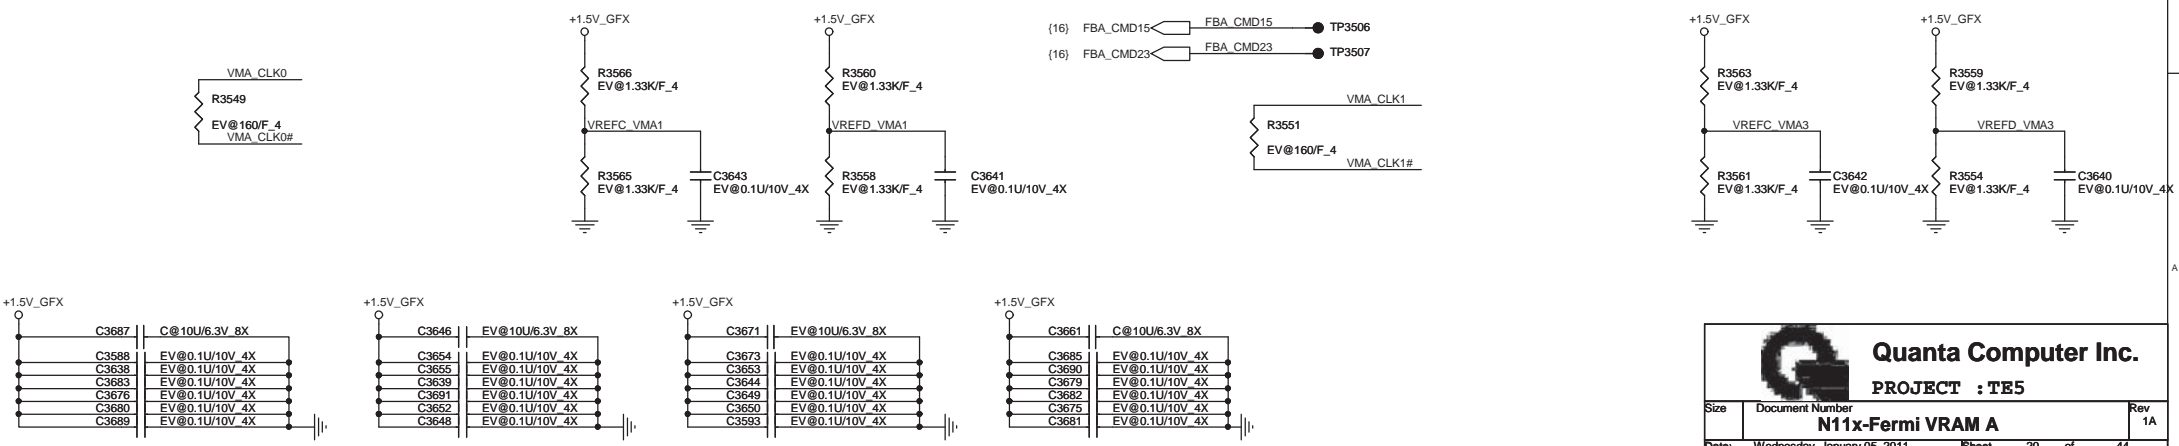 +1.5V_GFX
+1.5V_GFX
{16} FBA_CMD15 FBA_CMD15 TP3506
{16} FBA_CMD23 FBA_CMD23 TP3507
+1.5V_GFX
+1.5V_GFX
VMA_CLK0
R3549
EV@160/F_4
VMA_CLK0#
R3566
EV@1.33K/F_4
VREFC_VMA1
R3565
EV@1.33K/F_4
C3643
EV@0.1U/10V_4X
R3560
EV@1.33K/F_4
VREFD_VMA1
R3558
EV@1.33K/F_4
C3641
EV@0.1U/10V_4X
VMA_CLK1
R3551
EV@160/F_4
VMA_CLK1#
R3563
EV@1.33K/F_4
VREFC_VMA3
R3561
EV@1.33K/F_4
C3642
EV@0.1U/10V_4X
R3559
EV@1.33K/F_4
VREFD_VMA3
R3554
EV@1.33K/F_4
C3640
EV@0.1U/10V_4X
A
+1.5V_GFX
C3687 C@10U/6.3V_8X
C3588 EV@0.1U/10V_4X
C3638 EV@0.1U/10V_4X
C3683 EV@0.1U/10V_4X
C3676 EV@0.1U/10V_4X
C3680 EV@0.1U/10V_4X
C3689 EV@0.1U/10V_4X
+1.5V_GFX
C3646 EV@10U/6.3V_8X
C3654 EV@0.1U/10V_4X
C3655 EV@0.1U/10V_4X
C3639 EV@0.1U/10V_4X
C3691 EV@0.1U/10V_4X
C3652 EV@0.1U/10V_4X
C3648 EV@0.1U/10V_4X
+1.5V_GFX
C3671 EV@10U/6.3V_8X
C3673 EV@0.1U/10V_4X
C3653 EV@0.1U/10V_4X
C3644 EV@0.1U/10V_4X
C3649 EV@0.1U/10V_4X
C3650 EV@0.1U/10V_4X
C3593 EV@0.1U/10V_4X
+1.5V_GFX
C3661 C@10U/6.3V_8X
C3685 EV@0.1U/10V_4X
C3690 EV@0.1U/10V_4X
C3679 EV@0.1U/10V_4X
C3682 EV@0.1U/10V_4X
C3675 EV@0.1U/10V_4X
C3681 EV@0.1U/10V_4X
Quanta Computer Inc.
PROJECT : TE5
Size Document Number Rev
N11x-Fermi VRAM A 1A
Date: Wednesday, January 05, 2011 Sheet 20 of 44